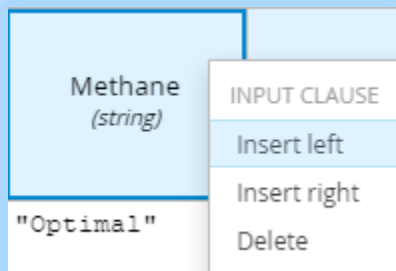 Methane
(string)
"Optimal"
INPUT CLAUSE
Insert left
Insert right
Delete